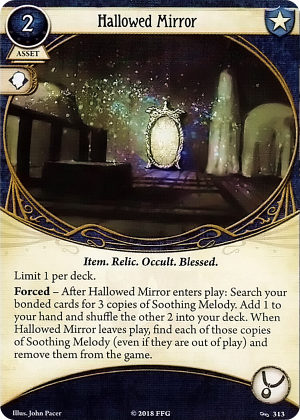 2
Hallowed Mirror
ASSET
Item. Relic. Occult. Blessed.
Limit 1 per deck.
Forced – After Hallowed Mirror enters play: Search your
bonded cards for 3 copies of Soothing Melody. Add 1 to
your hand and shuffle the other 2 into your deck. When
Hallowed Mirror leaves play, find each of those copies
of Soothing Melody (even if they are out of play) and
remove them from the game.
Illus. John Pacer
© 2018 FFG
313